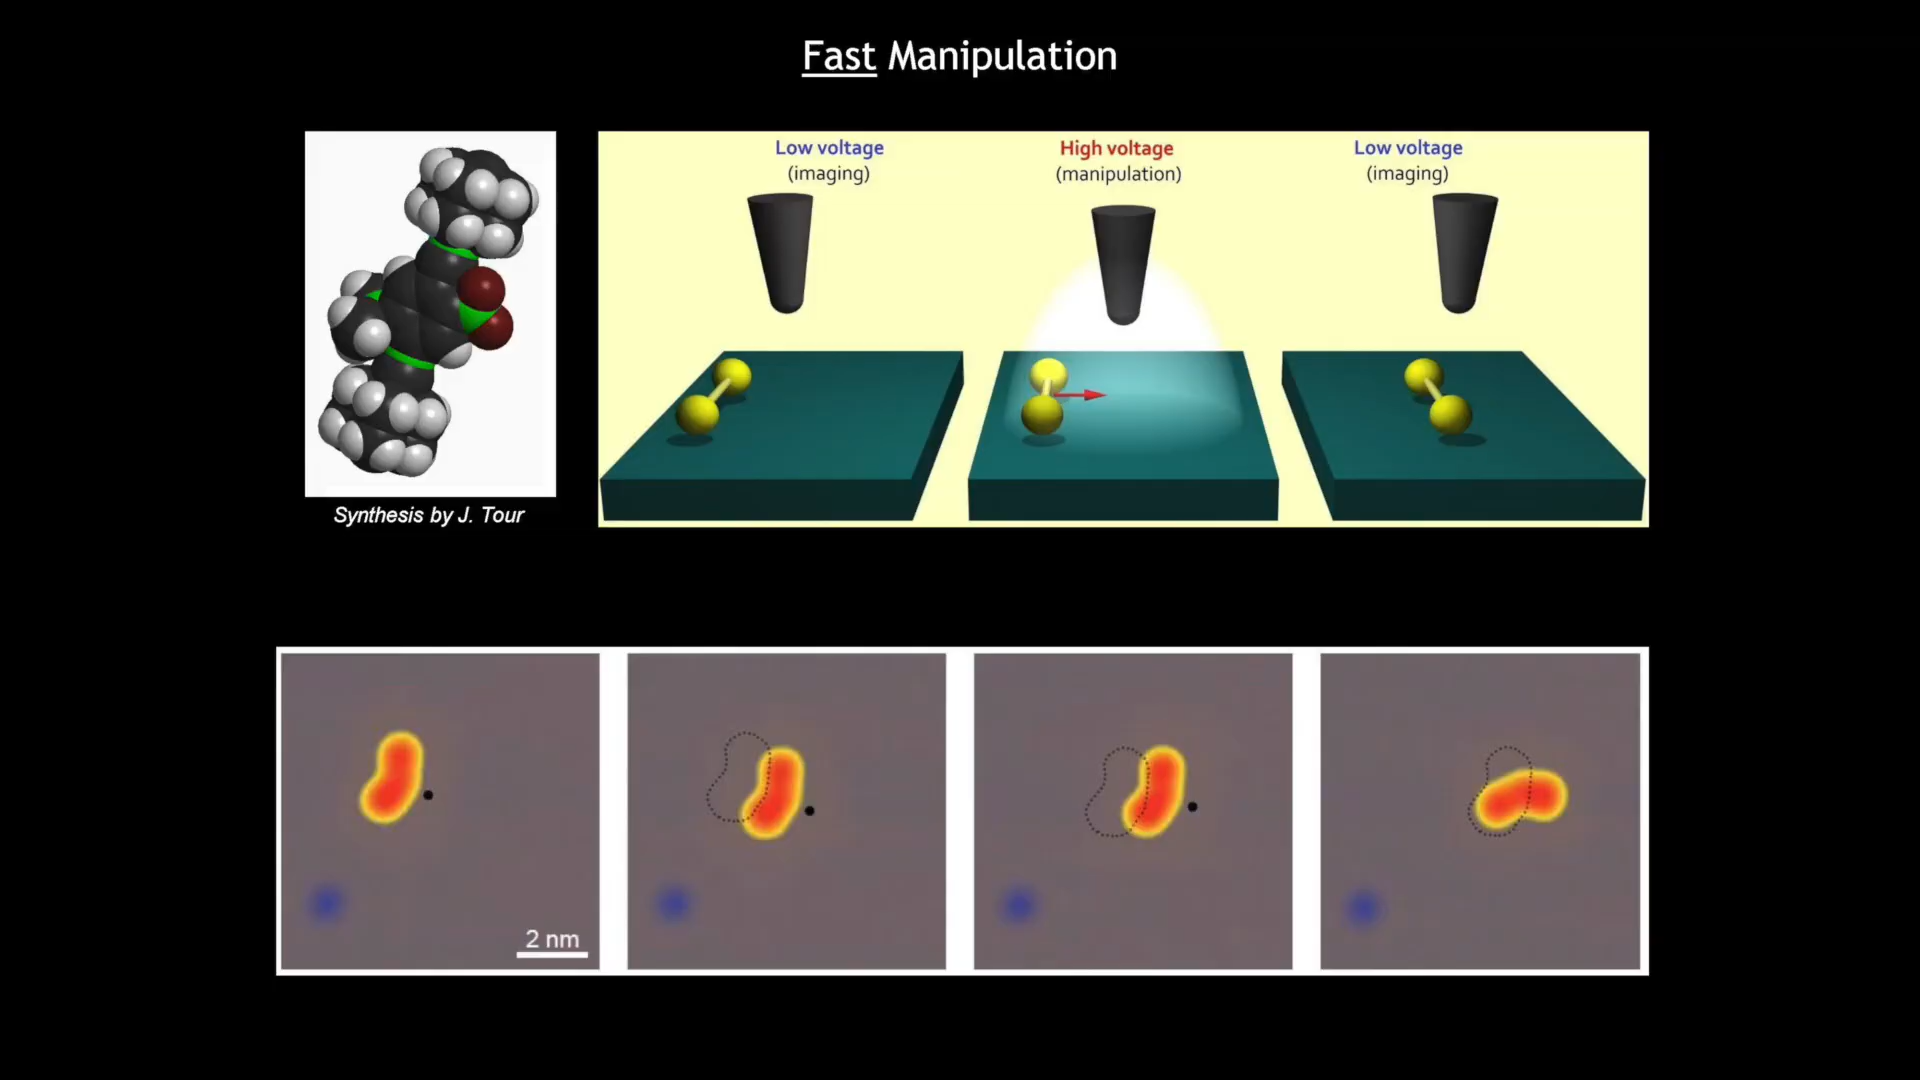 Fast Manipulation
Low voltage
(imaging)
High voltage
(manipulation)
Low voltage
(imaging)
Synthesis by J. Tour
2 nm